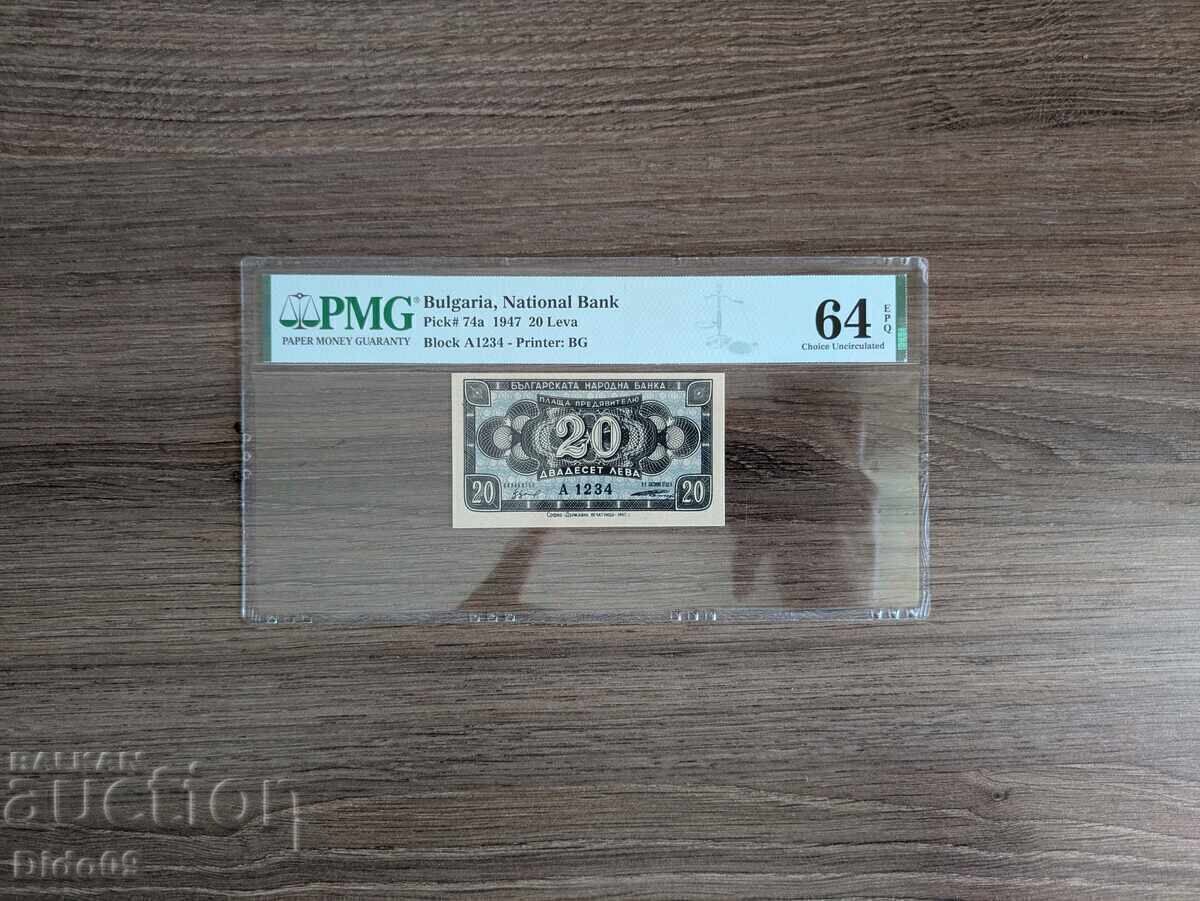 PMG®
PAPER MONEY GUARANTY
Bulgaria, National Bank
Pick# 74a 1947 20 Leva
Block A1234 - Printer: BG
64
EPQ
Choice Uncirculated
БЪЛГАРСКАТА НАРОДНА БАНКА
ПЛАЩА ПРЕДЯВИТЕЛЮ
20
ДВАДЕСЕТ ЛЕВА
20
А 1234
20
BALKAN
auction
Dido09